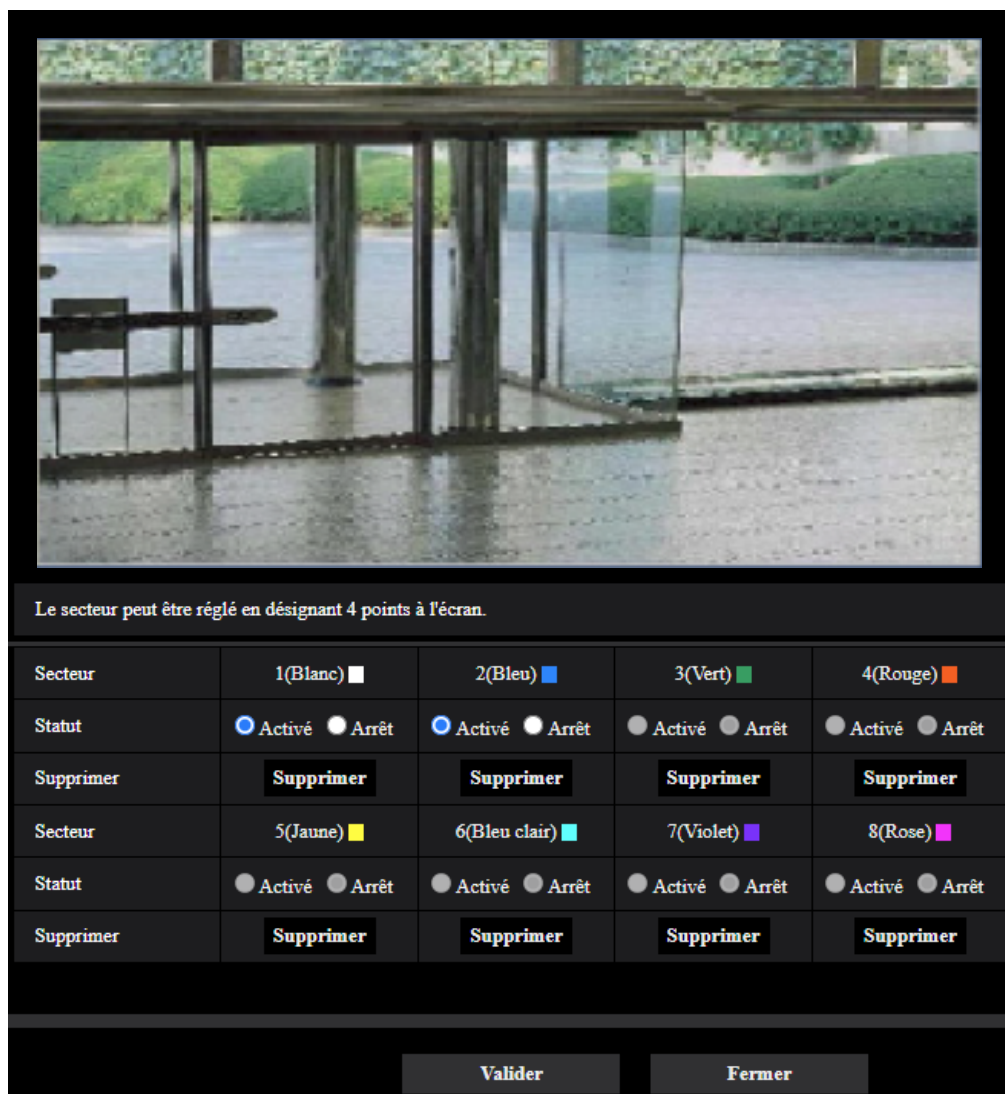 Le secteur peut être réglé en désignant 4 points à l'écran.
Secteur 1(Blanc) 2(Bleu) 3(Vert) 4(Rouge)
Statut Activé Arrêt Activé Arrêt Activé Arrêt Activé Arrêt
Supprimer Supprimer Supprimer Supprimer Supprimer
Secteur 5(Jaune) 6(Bleu clair) 7(Violet) 8(Rose)
Statut Activé Arrêt Activé Arrêt Activé Arrêt Activé Arrêt
Supprimer Supprimer Supprimer Supprimer Supprimer
Valider Fermer